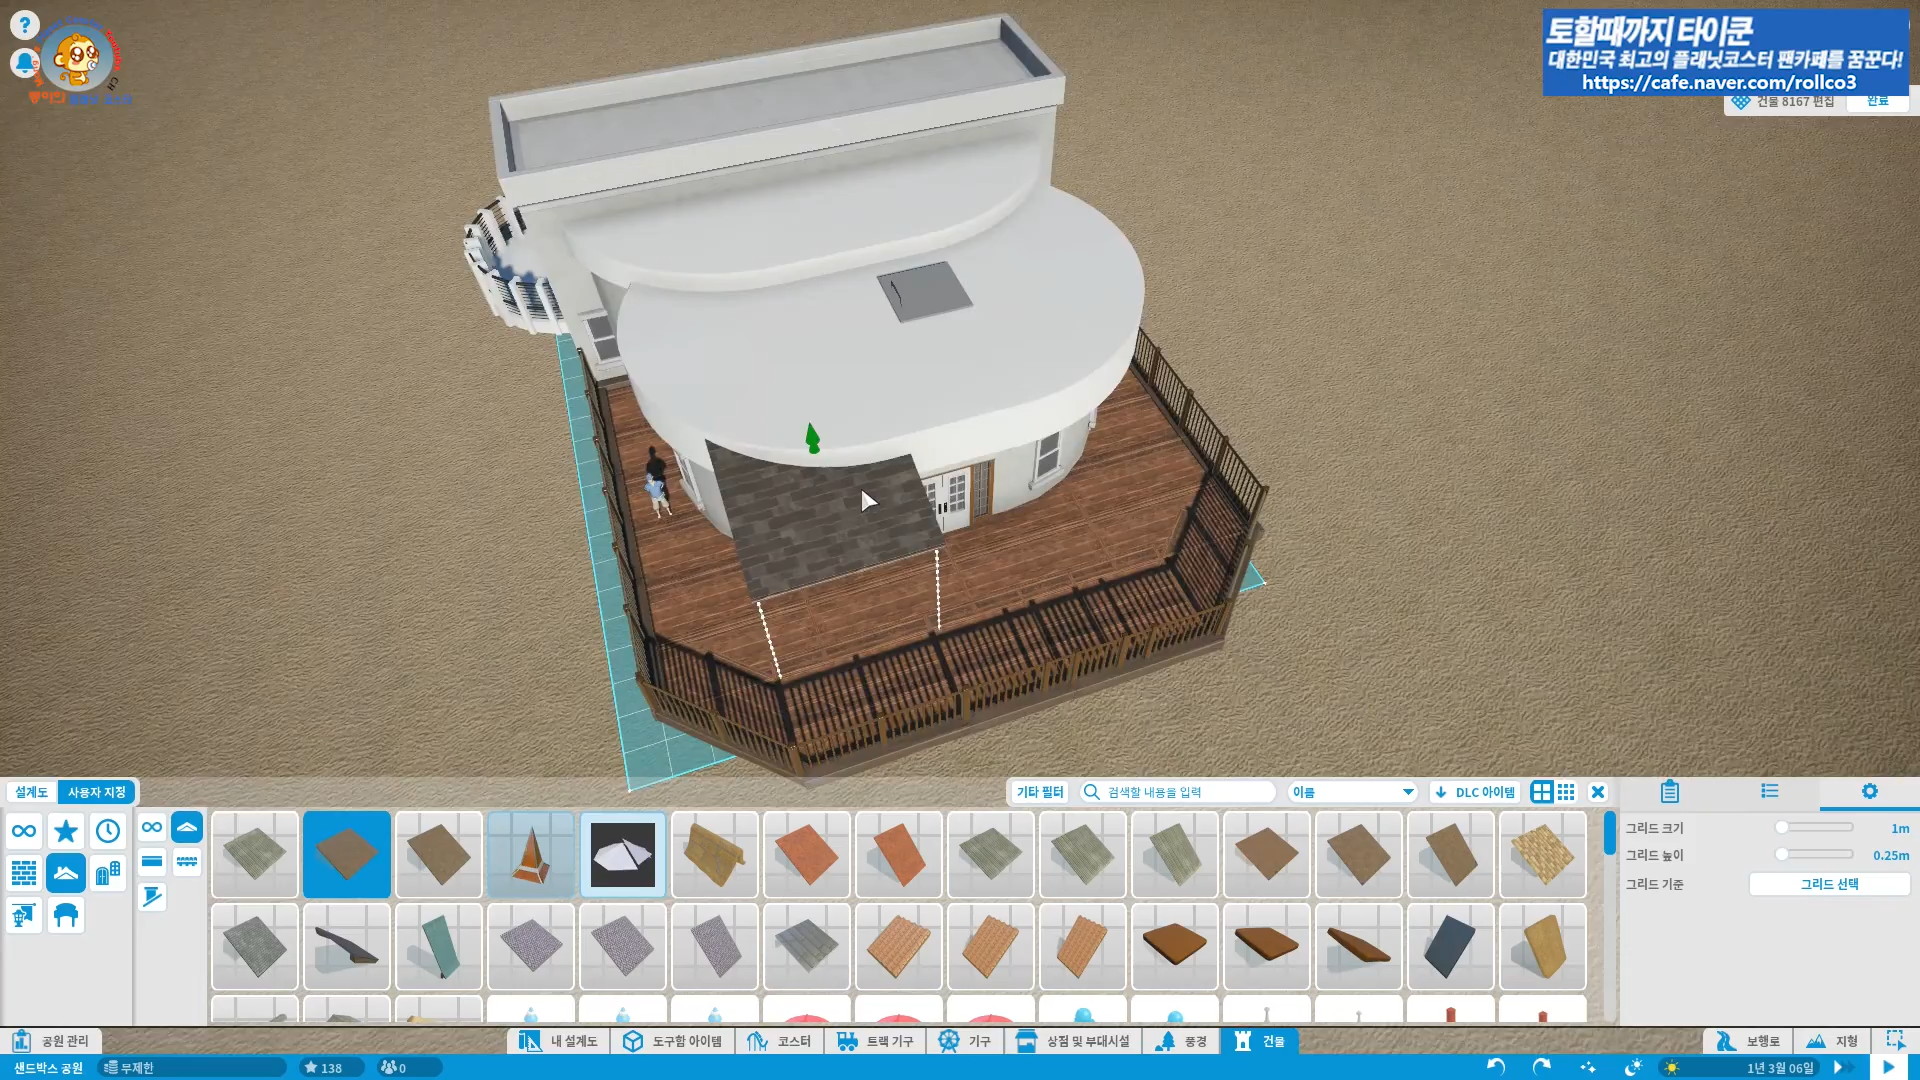 토할때까지 타이쿤
대한민국 최고의 플래닛코스터 팬카페를 꿈꾼다!
https://cafe.naver.com/rollco3
건물 8167 편집
완료
설계도
사용자 지정
기타 필터
검색할 내용을 입력
이름
DLC 아이템
그리드 크기
1m
그리드 높이
0.25m
그리드 기준
그리드 선택
공원 관리
내 설계도
도구함 아이템
코스터
트랙 기구
기구
상점 및 부대시설
풍경
건물
보행로
지형
샌드박스 공원
무제한
138
0
1년 3월 06일